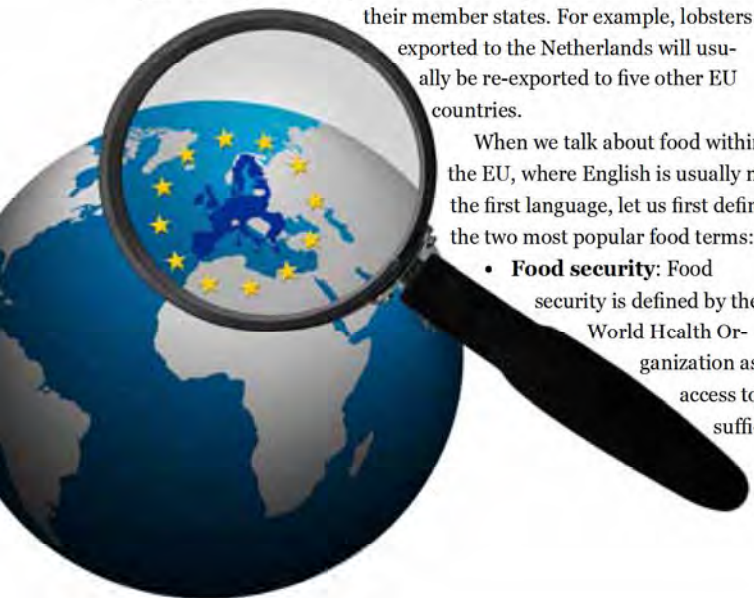 their member states. For example, lobsters
exported to the Netherlands will usu-
ally be re-exported to five other EU
countries.
When we talk about food within
the EU, where English is usually n
the first language, let us first defin
the two most popular food terms:
• Food security: Food
security is defined by the
World Health Or-
ganization as
access to
suffic